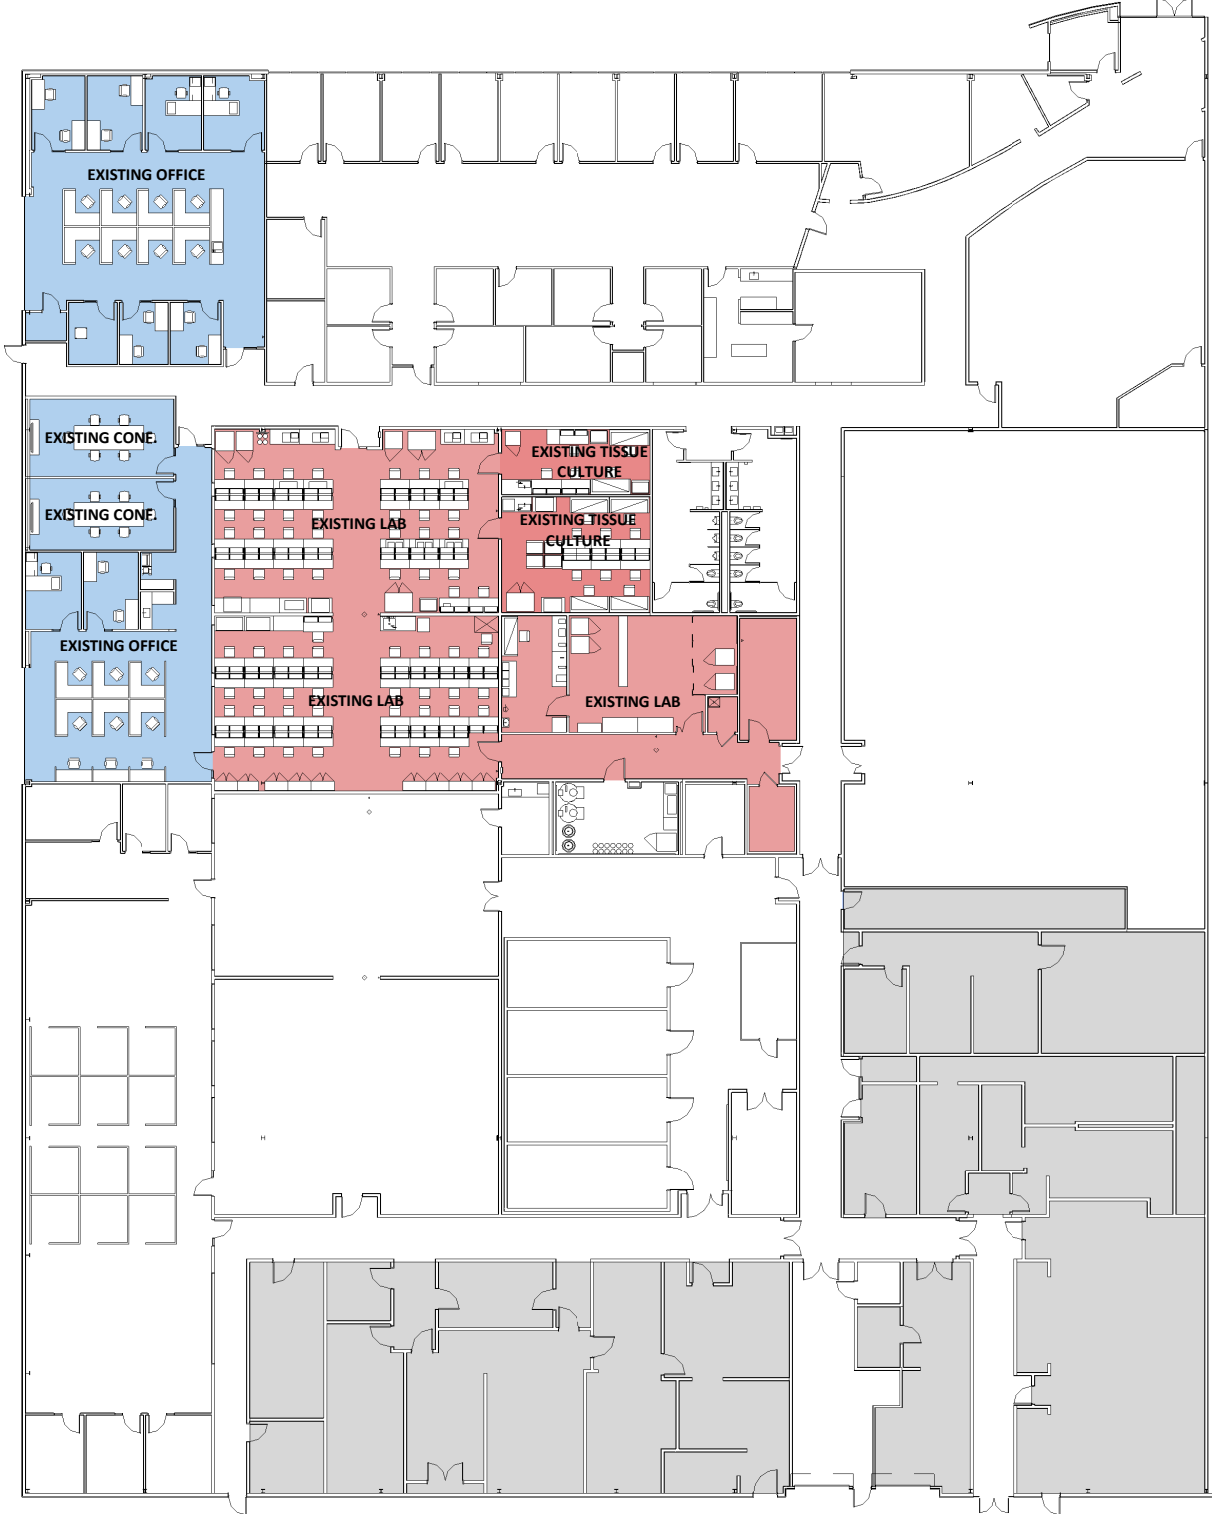 EXISTING OFFICE
EXISTING CONF.
EXISTING CONF.
EXISTING OFFICE
EXISTING LAB
EXISTING LAB
EXISTING TISSUE
CULTURE
EXISTING TISSUE
CULTURE
EXISTING LAB